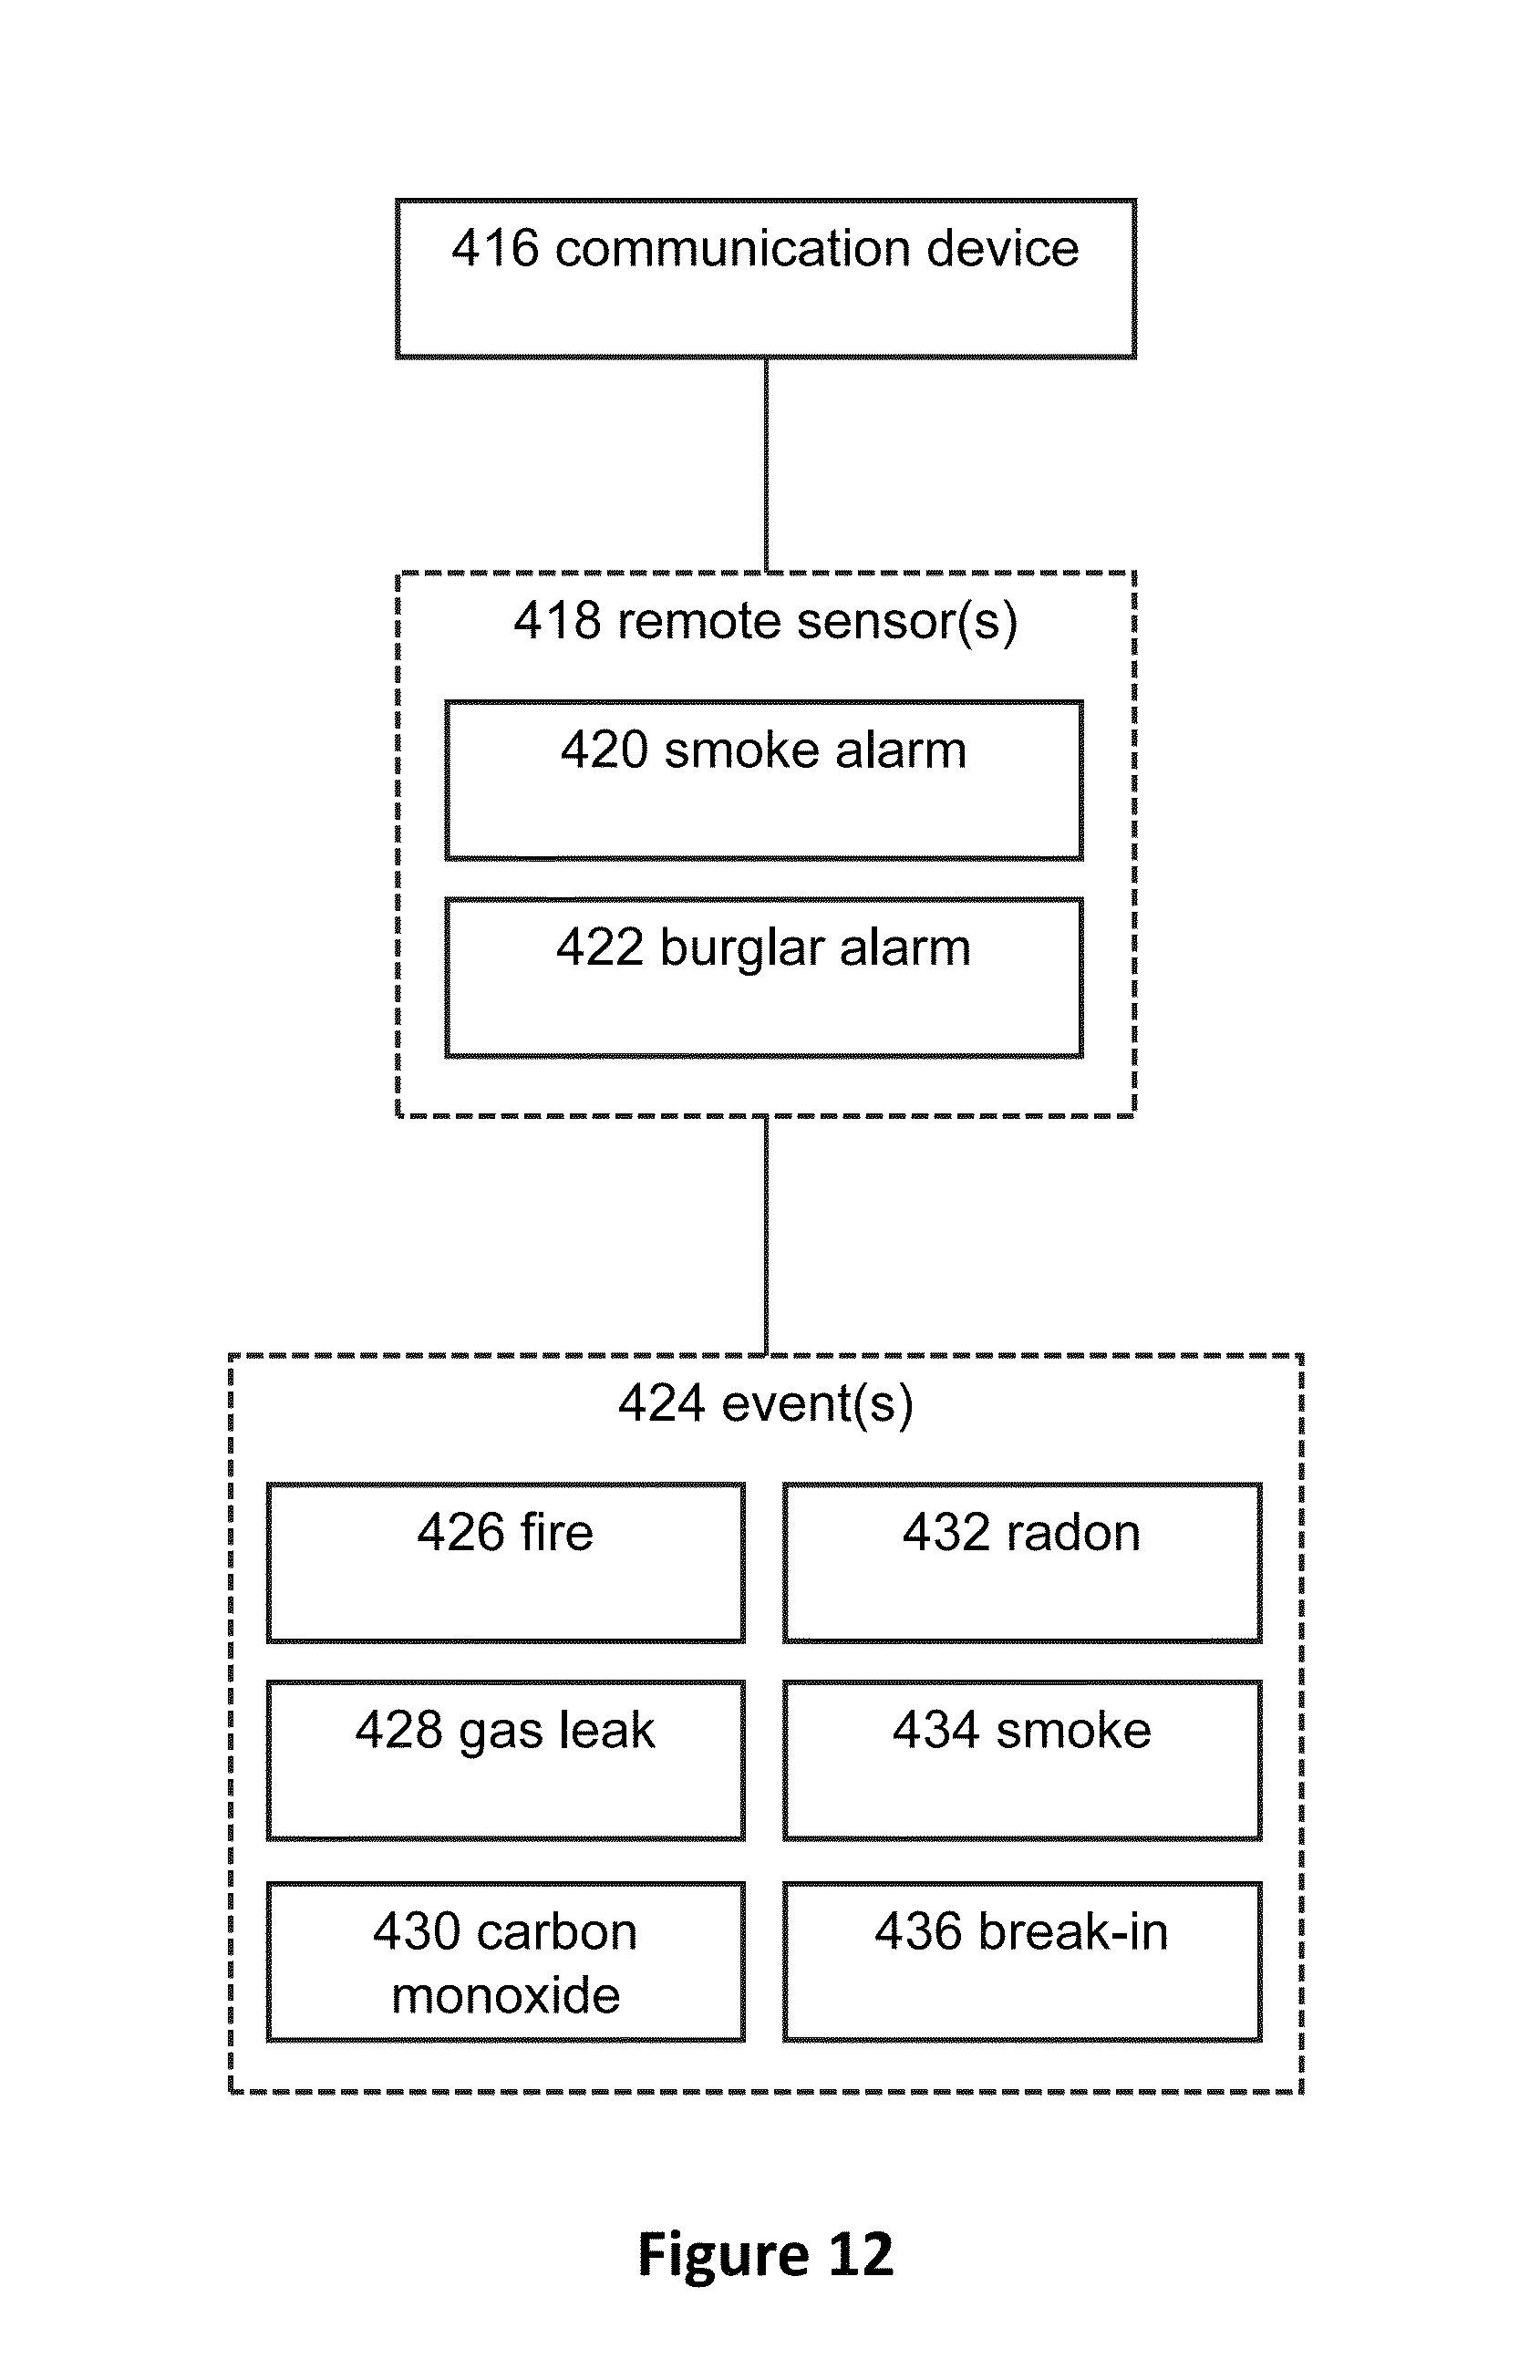 416 communication device
418 remote sensor(s)
420 smoke alarm
422 burglar alarm
424 event(s)
426 fire
432 radon
428 gas leak
434 smoke
430 carbon
monoxide
436 break-in
Figure 12